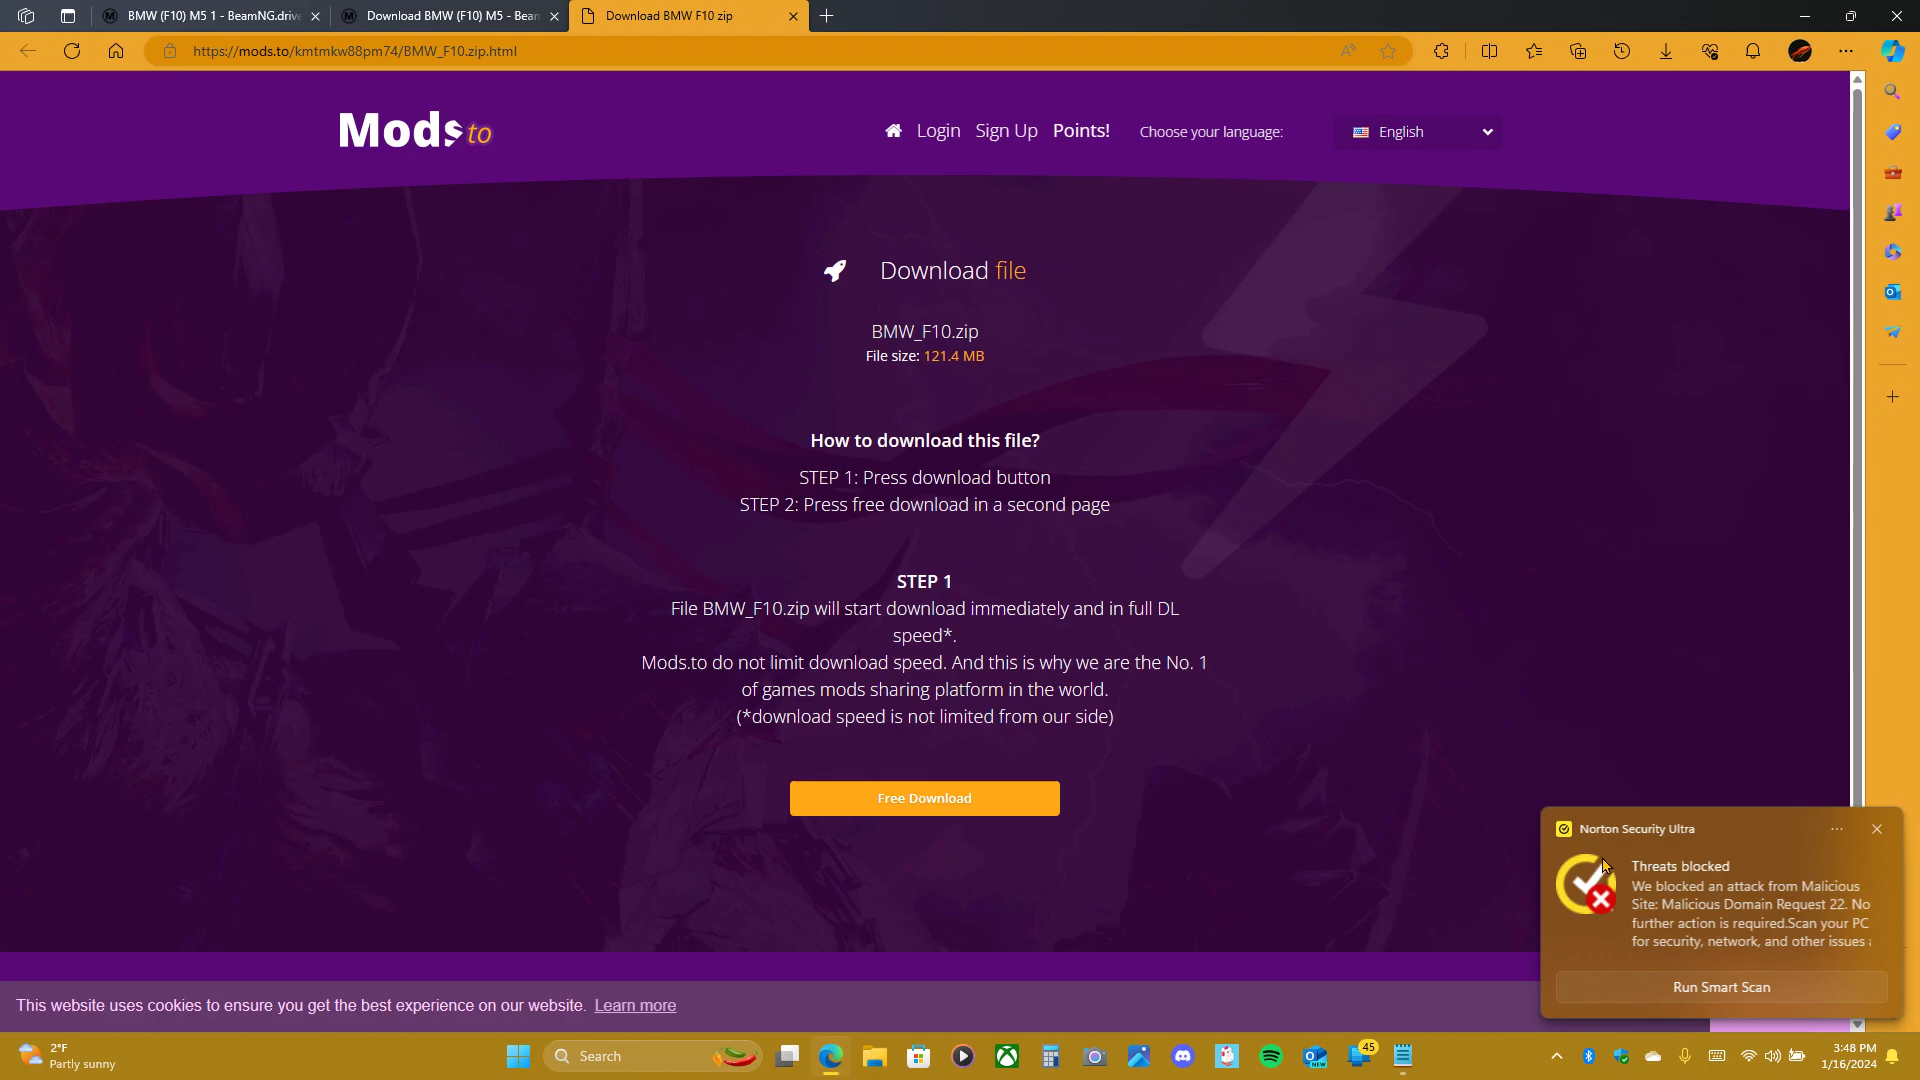 BMW (F10) M5 1 - BeamNG.drive
Download BMW (F10) M5 - Bean
Download BMW F10 zip
https://mods.to/kmtmkw88pm74/BMW_F10.zip.html
Mods to
Login Sign Up Points! Choose your language: English
Download file
BMW_F10.zip
File size: 121.4 MB
How to download this file?
STEP 1: Press download button
STEP 2: Press free download in a second page
STEP 1
File BMW_F10.zip will start download immediately and in full DL
speed*.
Mods.to do not limit download speed. And this is why we are the No. 1
of games mods sharing platform in the world.
(*download speed is not limited from our side)
Free Download
Norton Security Ultra
Threats blocked
We blocked an attack from Malicious
Site: Malicious Domain Request 22. No
further action is required.Scan your PC
for security, network, and other issues
Run Smart Scan
This website uses cookies to ensure you get the best experience on our website. Learn more
2°F
Partly sunny
Search
NEW
45
3:48 PM
1/16/2024